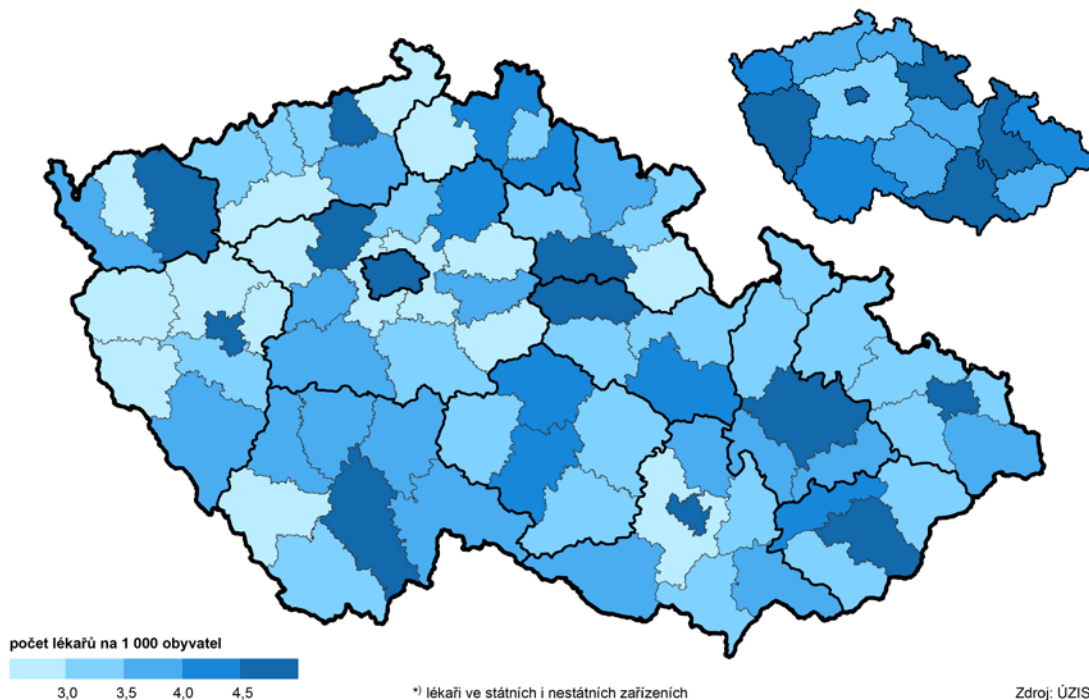 počet lékařů na 1 000 obyvatel
3,0 3,5 4,0 4,5
*) lékaři ve státních i nestátních zařízeních
Zdroj: ÚZIS